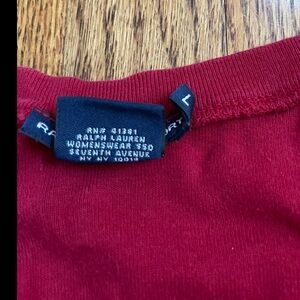 L
RN# 41381
RALPH LAUREN
WOMENSWEAR 550
SEVENTH AVENUE
NY NY 10018